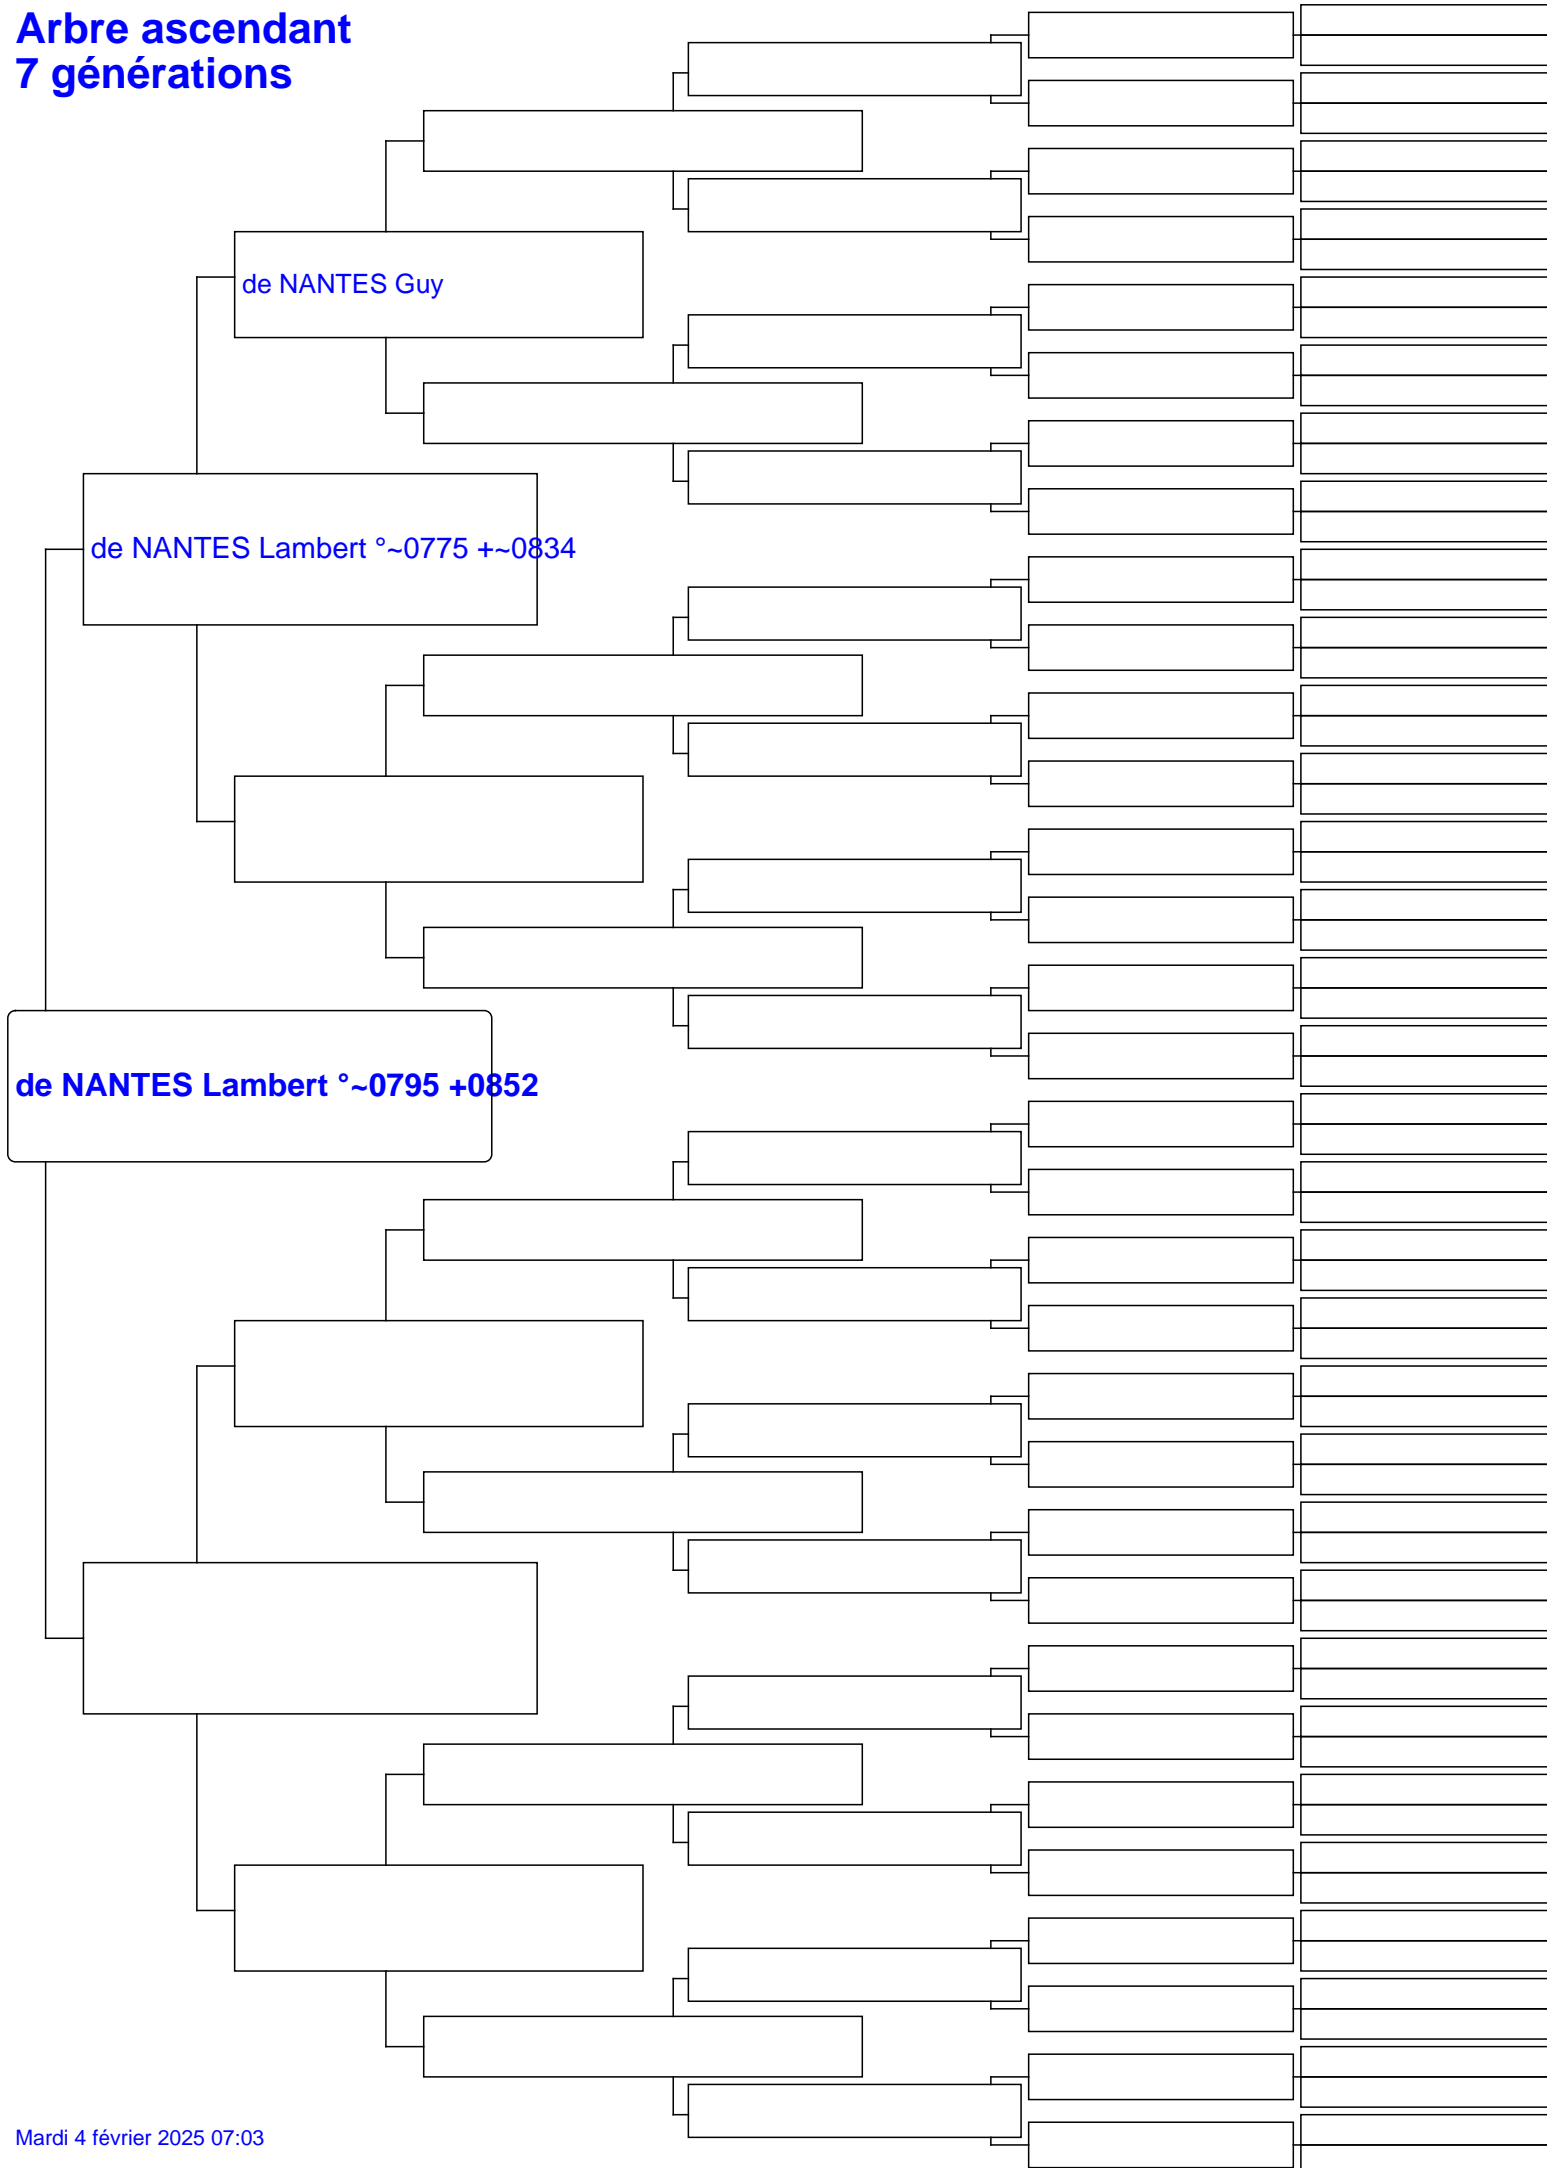 Arbre ascendant
7 générations
de NANTES Guy
de NANTES Lambert °~0775 +~0834
de NANTES Lambert °~0795 +0852
Mardi 4 février 2025 07:03